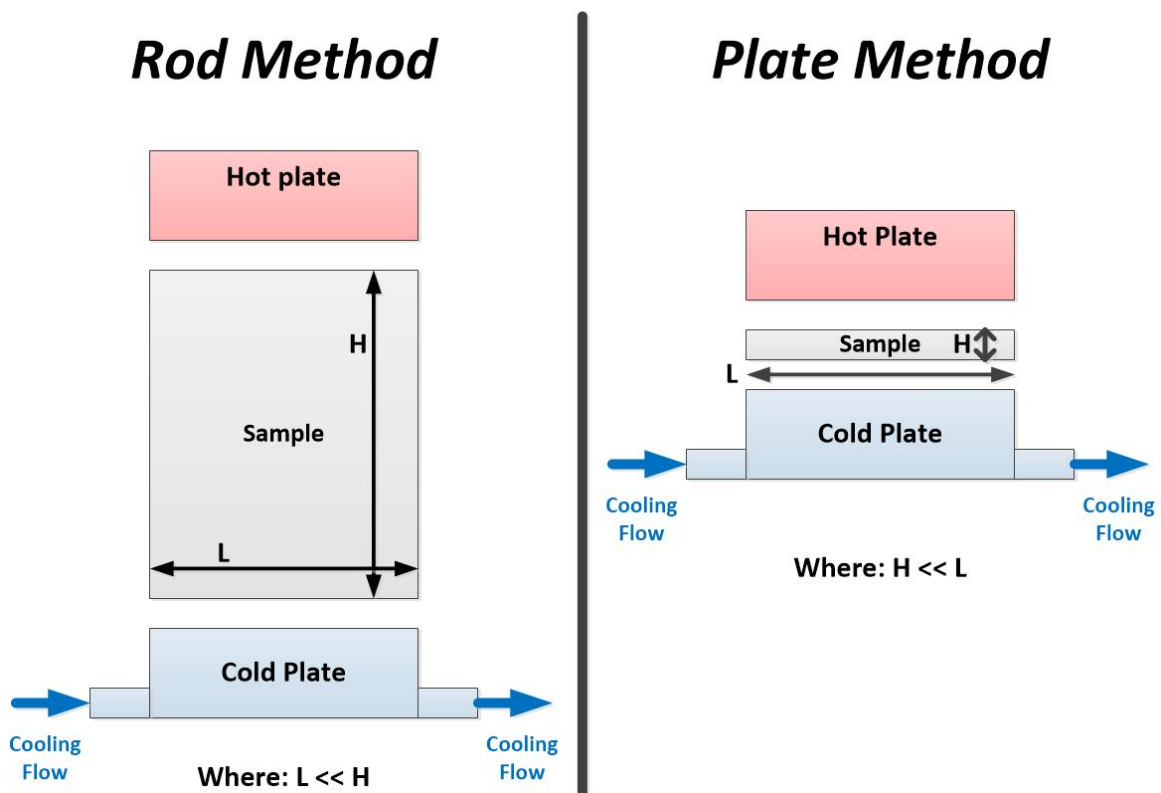 Rod Method
Hot plate
H
Sample
L
Cold Plate
Cooling
Flow
Cooling
Flow
Where: L << H
Plate Method
Hot Plate
Sample
H
L
Cold Plate
Cooling
Flow
Cooling
Flow
Where: H << L